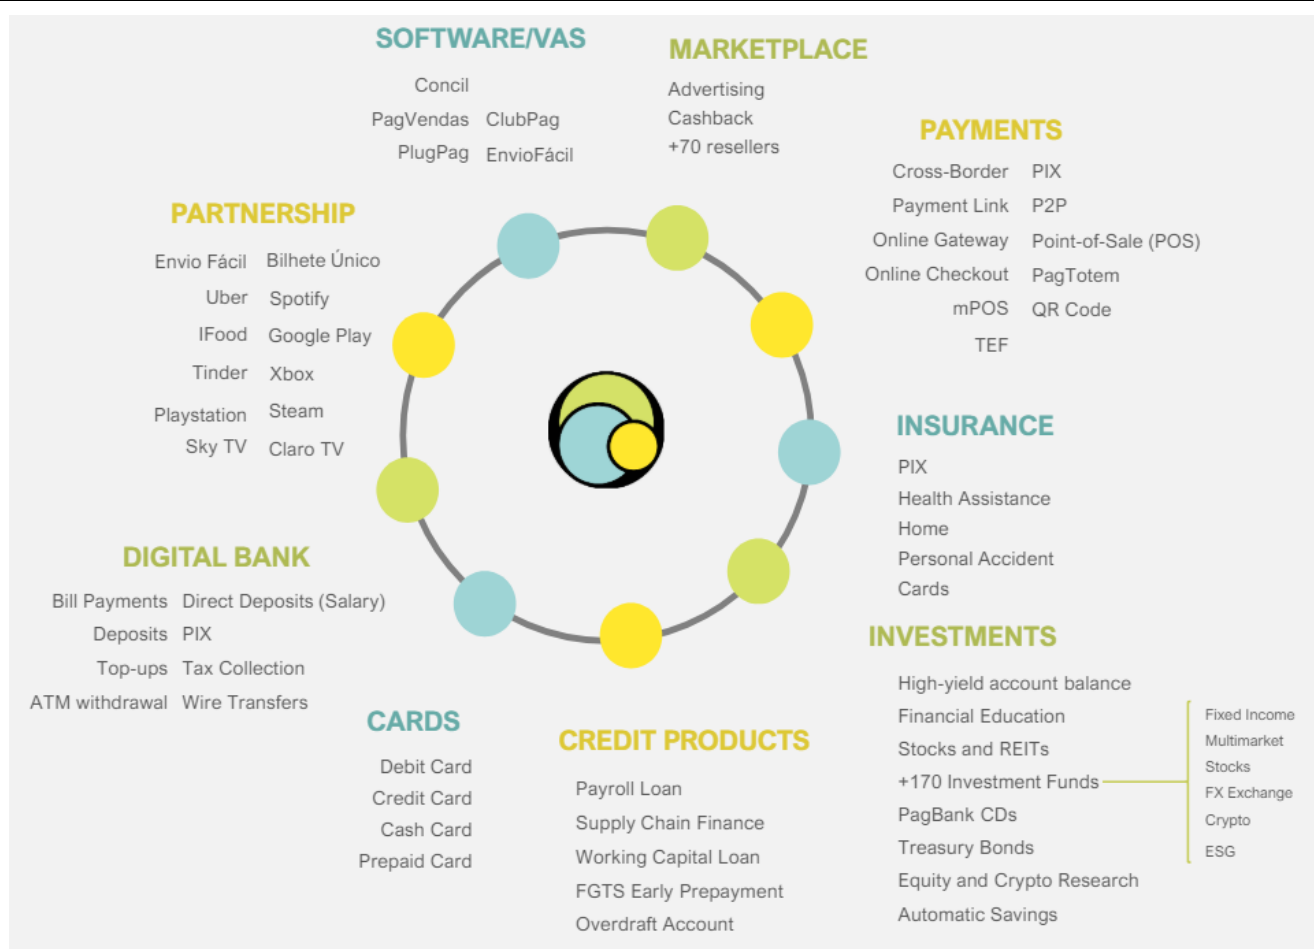 SOFTWARE/VAS
Concil
PagVendas ClubPag
PlugPag EnvioFácil
MARKETPLACE
Advertising
Cashback
+70 resellers
PAYMENTS
Cross-Border PIX
Payment Link P2P
Online Gateway Point-of-Sale (POS)
Online Checkout PagTotem
mPOS QR Code
TEF
PARTNERSHIP
Envio Fácil Bilhete Único
Uber Spotify
IFood Google Play
Tinder Xbox
Playstation Steam
Sky TV Claro TV
INSURANCE
PIX
Health Assistance
Home
Personal Accident
Cards
DIGITAL BANK
Bill Payments Direct Deposits (Salary)
Deposits PIX
Top-ups Tax Collection
ATM withdrawal Wire Transfers
CARDS
Debit Card
Credit Card
Cash Card
Prepaid Card
CREDIT PRODUCTS
Payroll Loan
Supply Chain Finance
Working Capital Loan
FGTS Early Prepayment
Overdraft Account
INVESTMENTS
High-yield account balance
Financial Education
Stocks and REITs
+170 Investment Funds
PagBank CDs
Treasury Bonds
Equity and Crypto Research
Automatic Savings
Fixed Income
Multimarket
Stocks
FX Exchange
Crypto
ESG